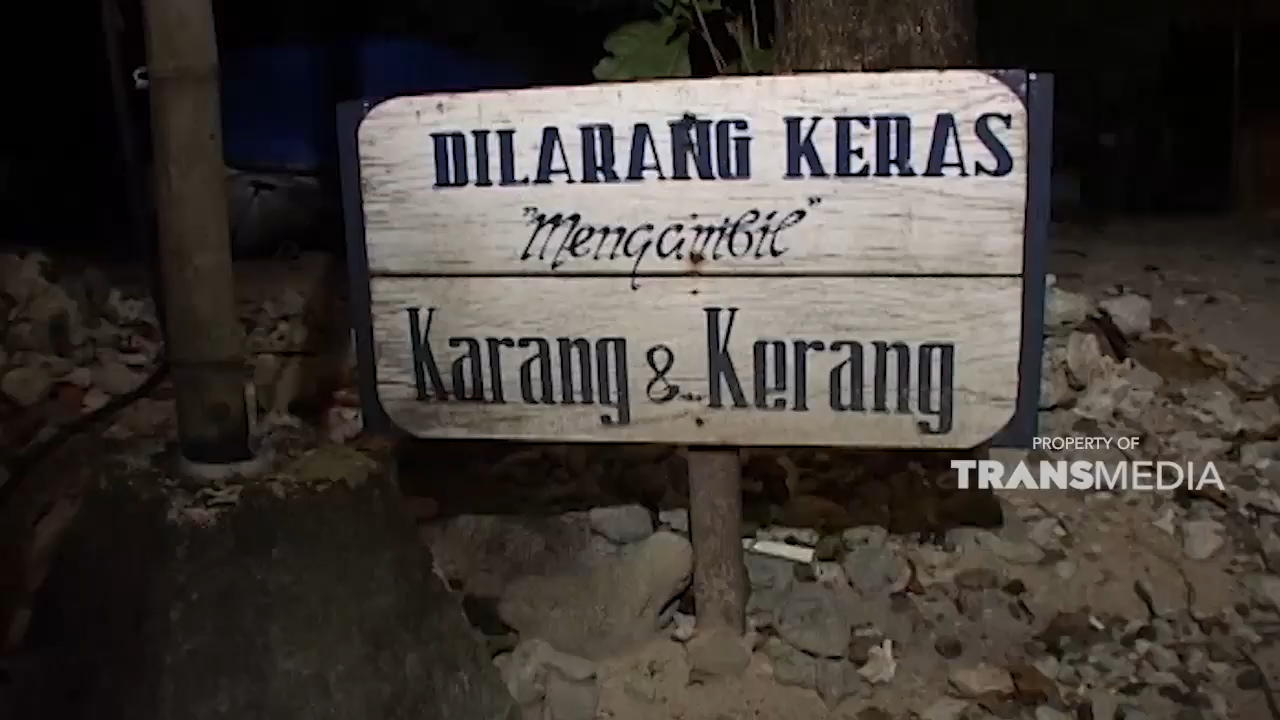 DILARANG KERAS
"Mengambil"
Karang & Kerang
PROPERTY OF
TRANSMEDIA